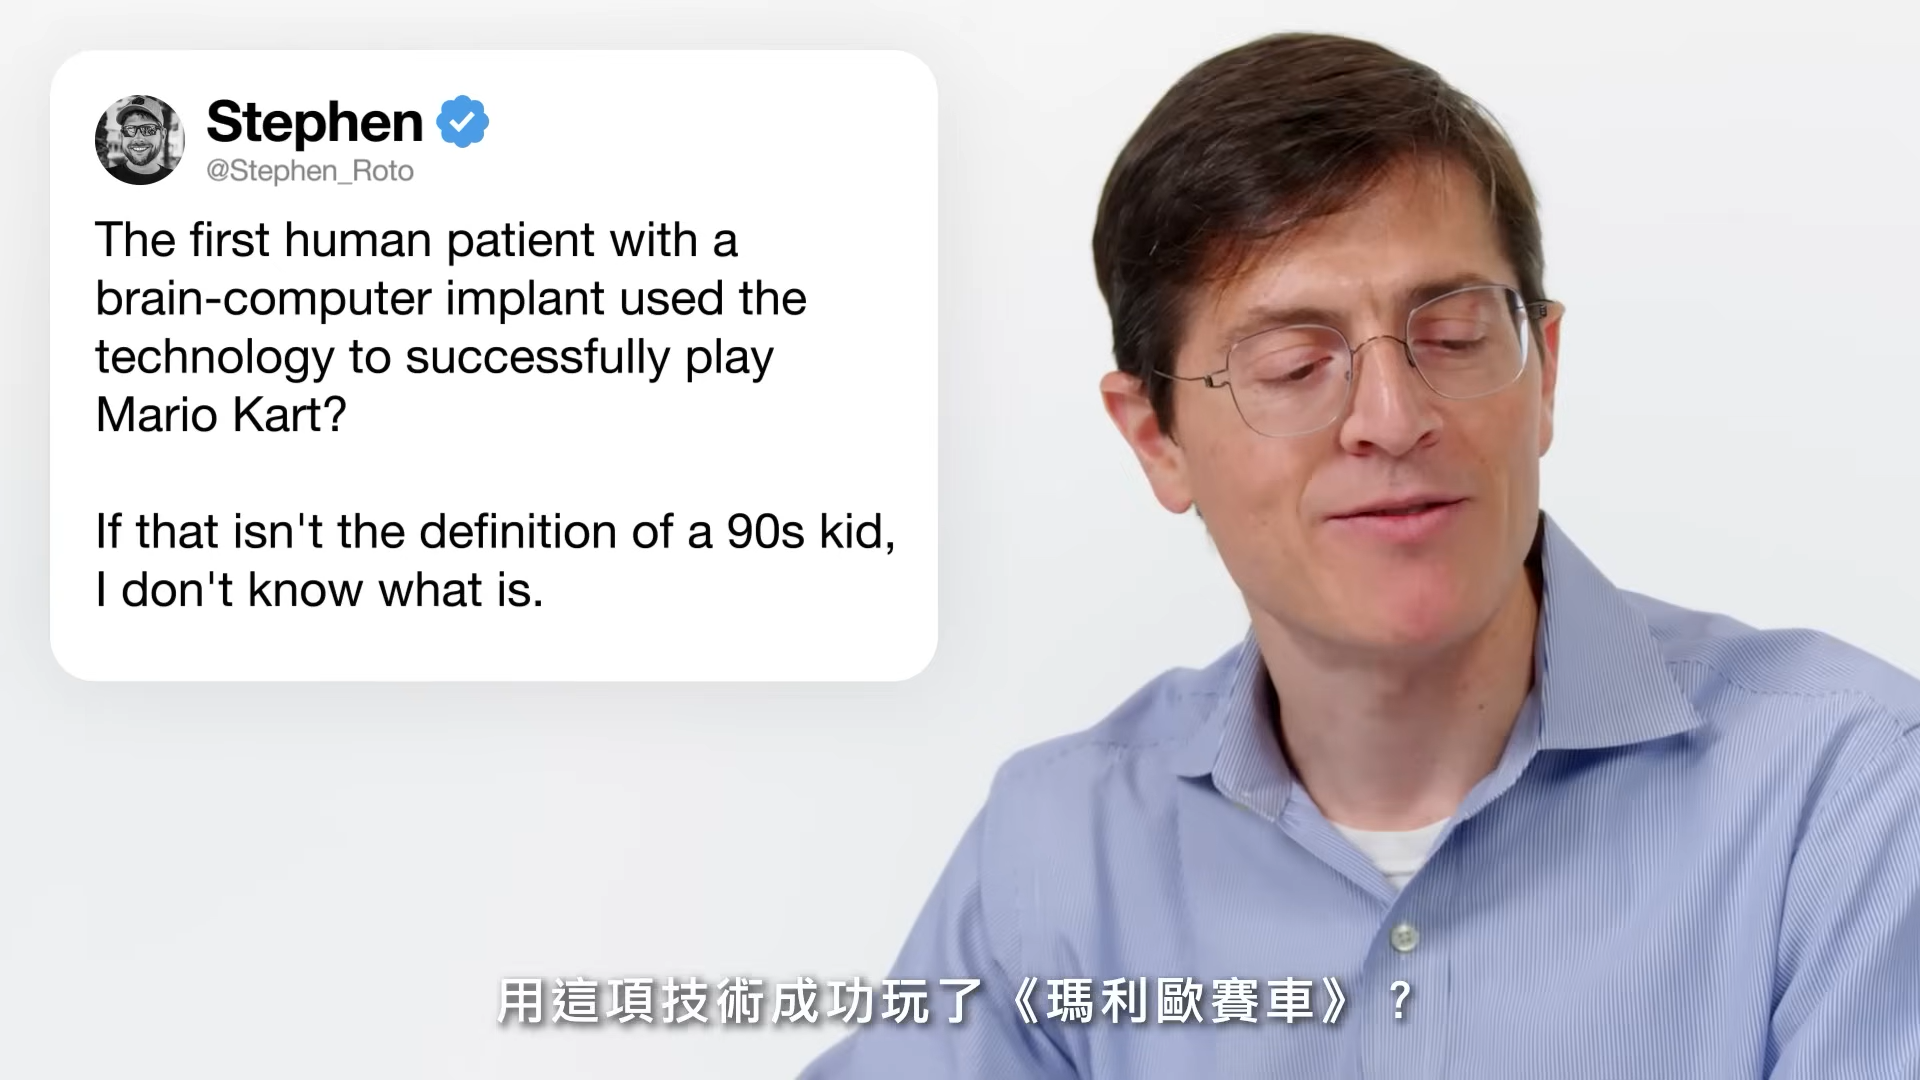 Stephen
@Stephen_Roto
The first human patient with a
brain-computer implant used the
technology to successfully play
Mario Kart?
If that isn't the definition of a 90s kid,
I don't know what is.
用這項技術成功玩了《瑪利歐賽車》？